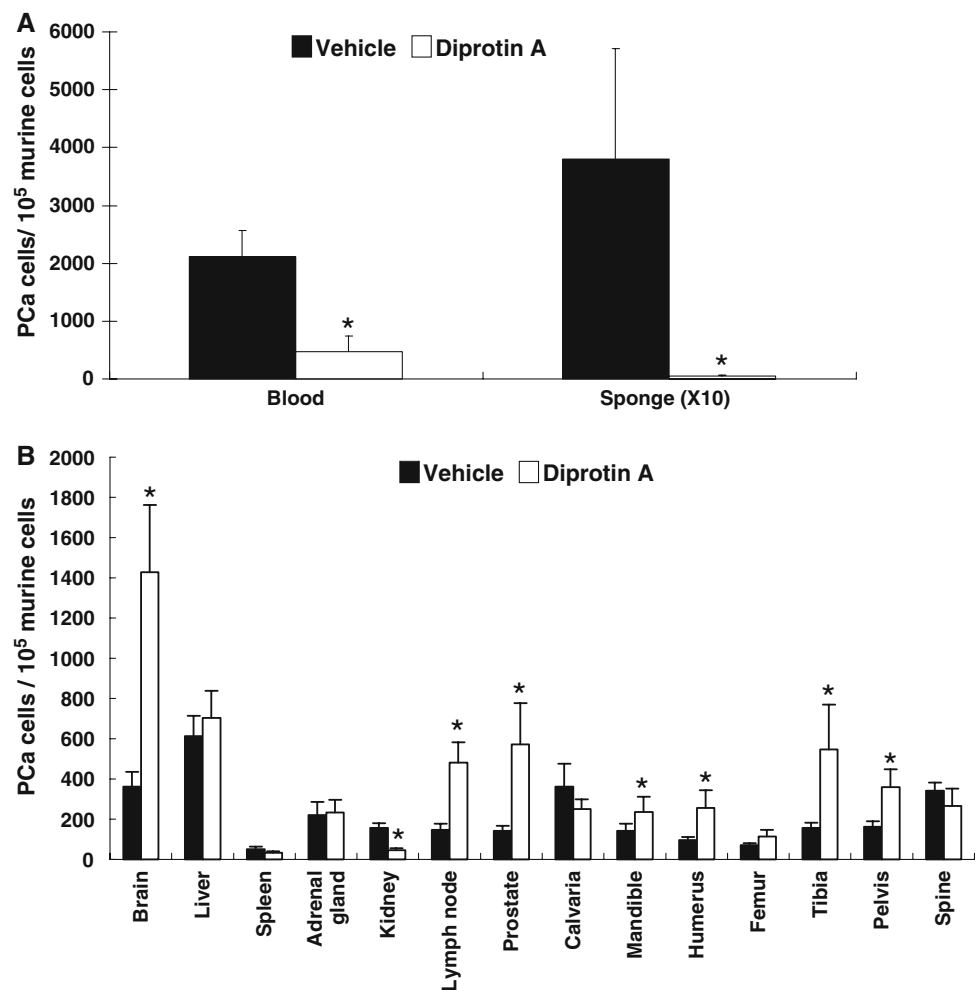 A
6000
5000
4000
3000
2000
1000
0
PCa cells/ 10⁵ murine cells
Vehicle Diprotin A
*
*
Blood Sponge (X10)
B
2000
1800
1600
1400
1200
1000
800
600
400
200
0
PCa cells / 10⁵ murine cells
Vehicle Diprotin A
*
*
*
*
*
*
*
*
Brain
Liver
Spleen
Adrenal
gland
Kidney
Lymph node
Prostate
Calvaria
Mandible
Humerus
Femur
Tibia
Pelvis
Spine